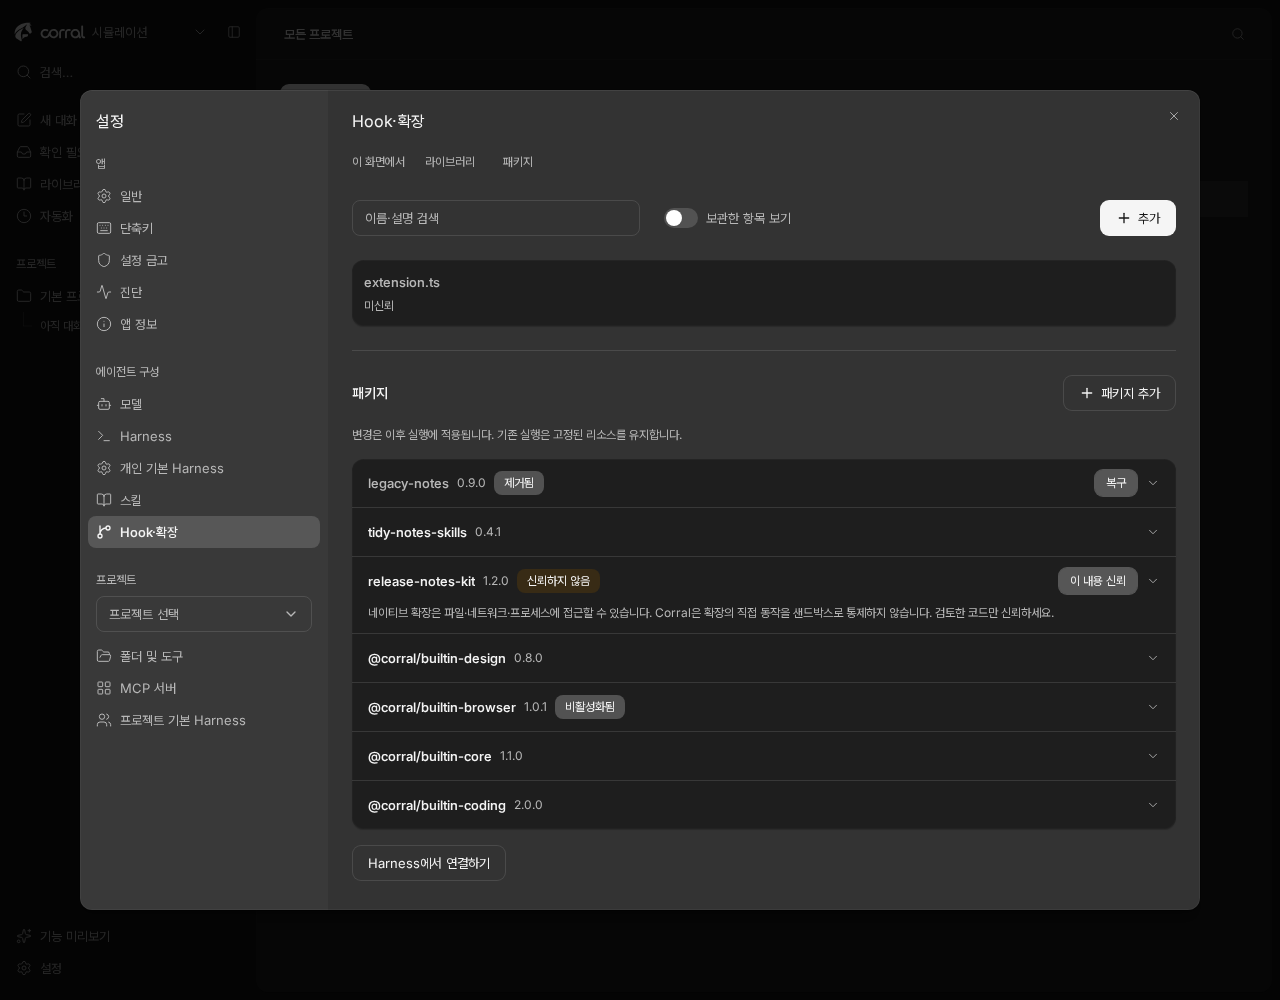 corral 시뮬레이션
모든 프로젝트
검색...
새 대화
확인 필
라이브러
자동화
프로젝트
기본 프
아직 대화
기능 미리보기
설정
설정
앱
일반
단축키
설정 금고
진단
앱 정보
에이전트 구성
모델
Harness
개인 기본 Harness
스킬
Hook·확장
프로젝트
프로젝트 선택
폴더 및 도구
MCP 서버
프로젝트 기본 Harness
Hook·확장
이 화면에서 라이브러리 패키지
이름·설명 검색
보관한 항목 보기
추가
extension.ts
미신뢰
패키지
패키지 추가
변경은 이후 실행에 적용됩니다. 기존 실행은 고정된 리소스를 유지합니다.
legacy-notes 0.9.0 제거됨 복구
tidy-notes-skills 0.4.1
release-notes-kit 1.2.0 신뢰하지 않음 이 내용 신뢰
네이티브 확장은 파일·네트워크·프로세스에 접근할 수 있습니다. Corral은 확장의 직접 동작을 샌드박스로 통제하지 않습니다. 검토한 코드만 신뢰하세요.
@corral/builtin-design 0.8.0
@corral/builtin-browser 1.0.1 비활성화됨
@corral/builtin-core 1.1.0
@corral/builtin-coding 2.0.0
Harness에서 연결하기